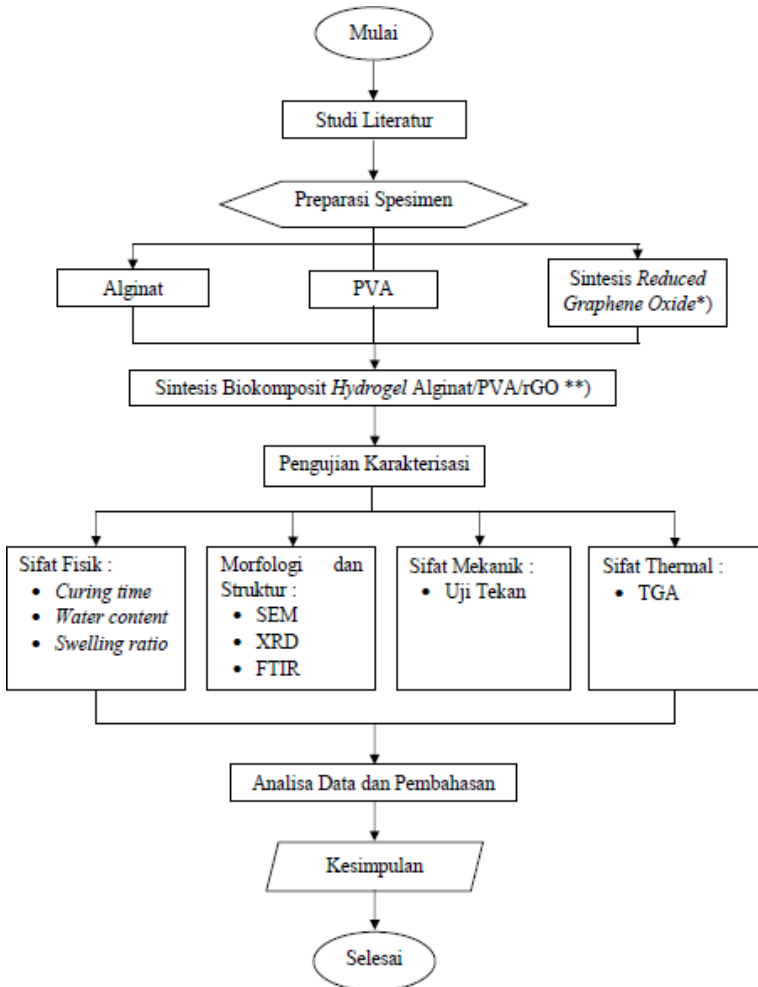 Mulai
Studi Literatur
Preparasi Spesimen
Alginat
PVA
Sintesis Reduced
Graphene Oxide*)
Sintesis Biokomposit Hydrogel Alginat/PVA/rGO **)
Pengujian Karakterisasi
Sifat Fisik :
• Curing time
• Water content
• Swelling ratio
Morfologi dan
Struktur :
• SEM
• XRD
• FTIR
Sifat Mekanik :
• Uji Tekan
Sifat Thermal :
• TGA
Analisa Data dan Pembahasan
Kesimpulan
Selesai